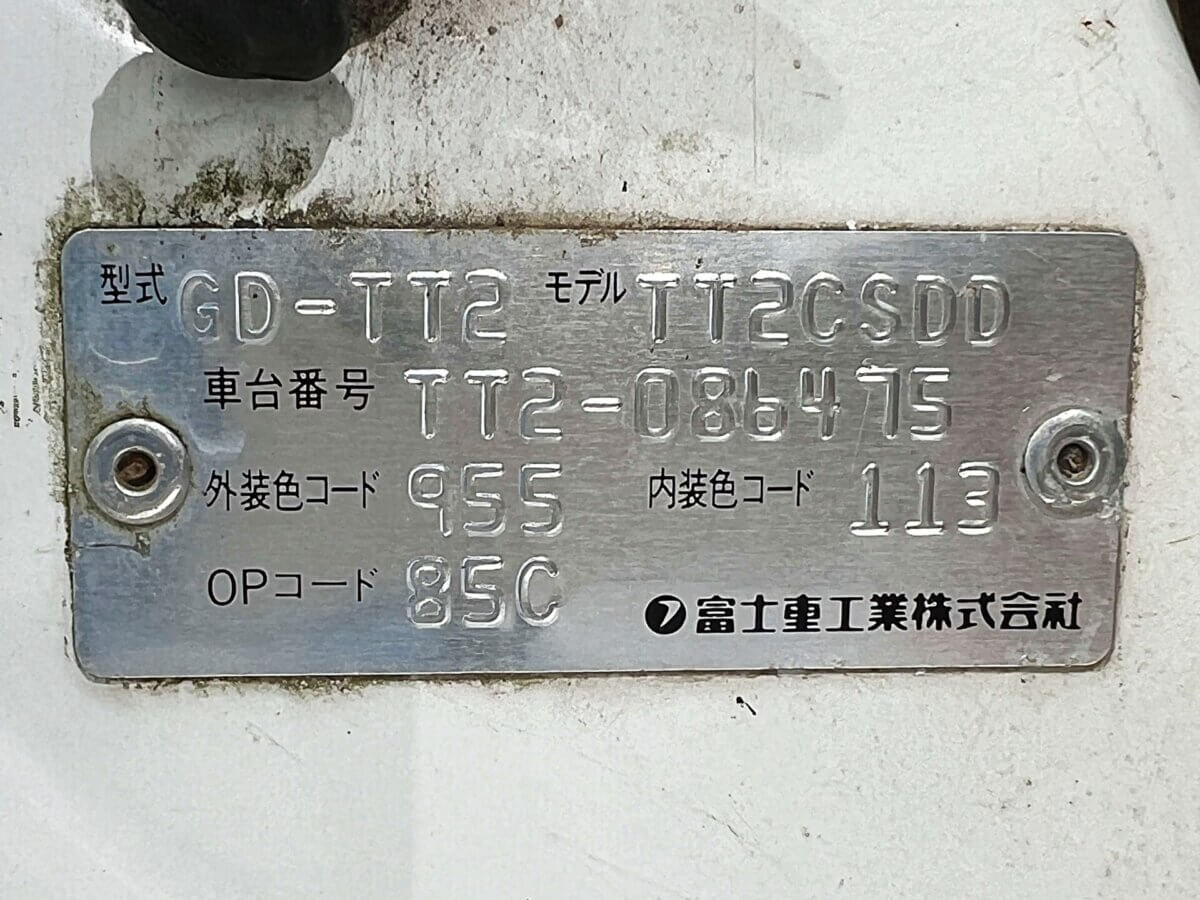 型式 GD-TT2 モデル TT2CSDD
車台番号 TT2-086475
外装色コード 955 内装色コード 113
OPコード 85C
フ 富士重工業株式会社